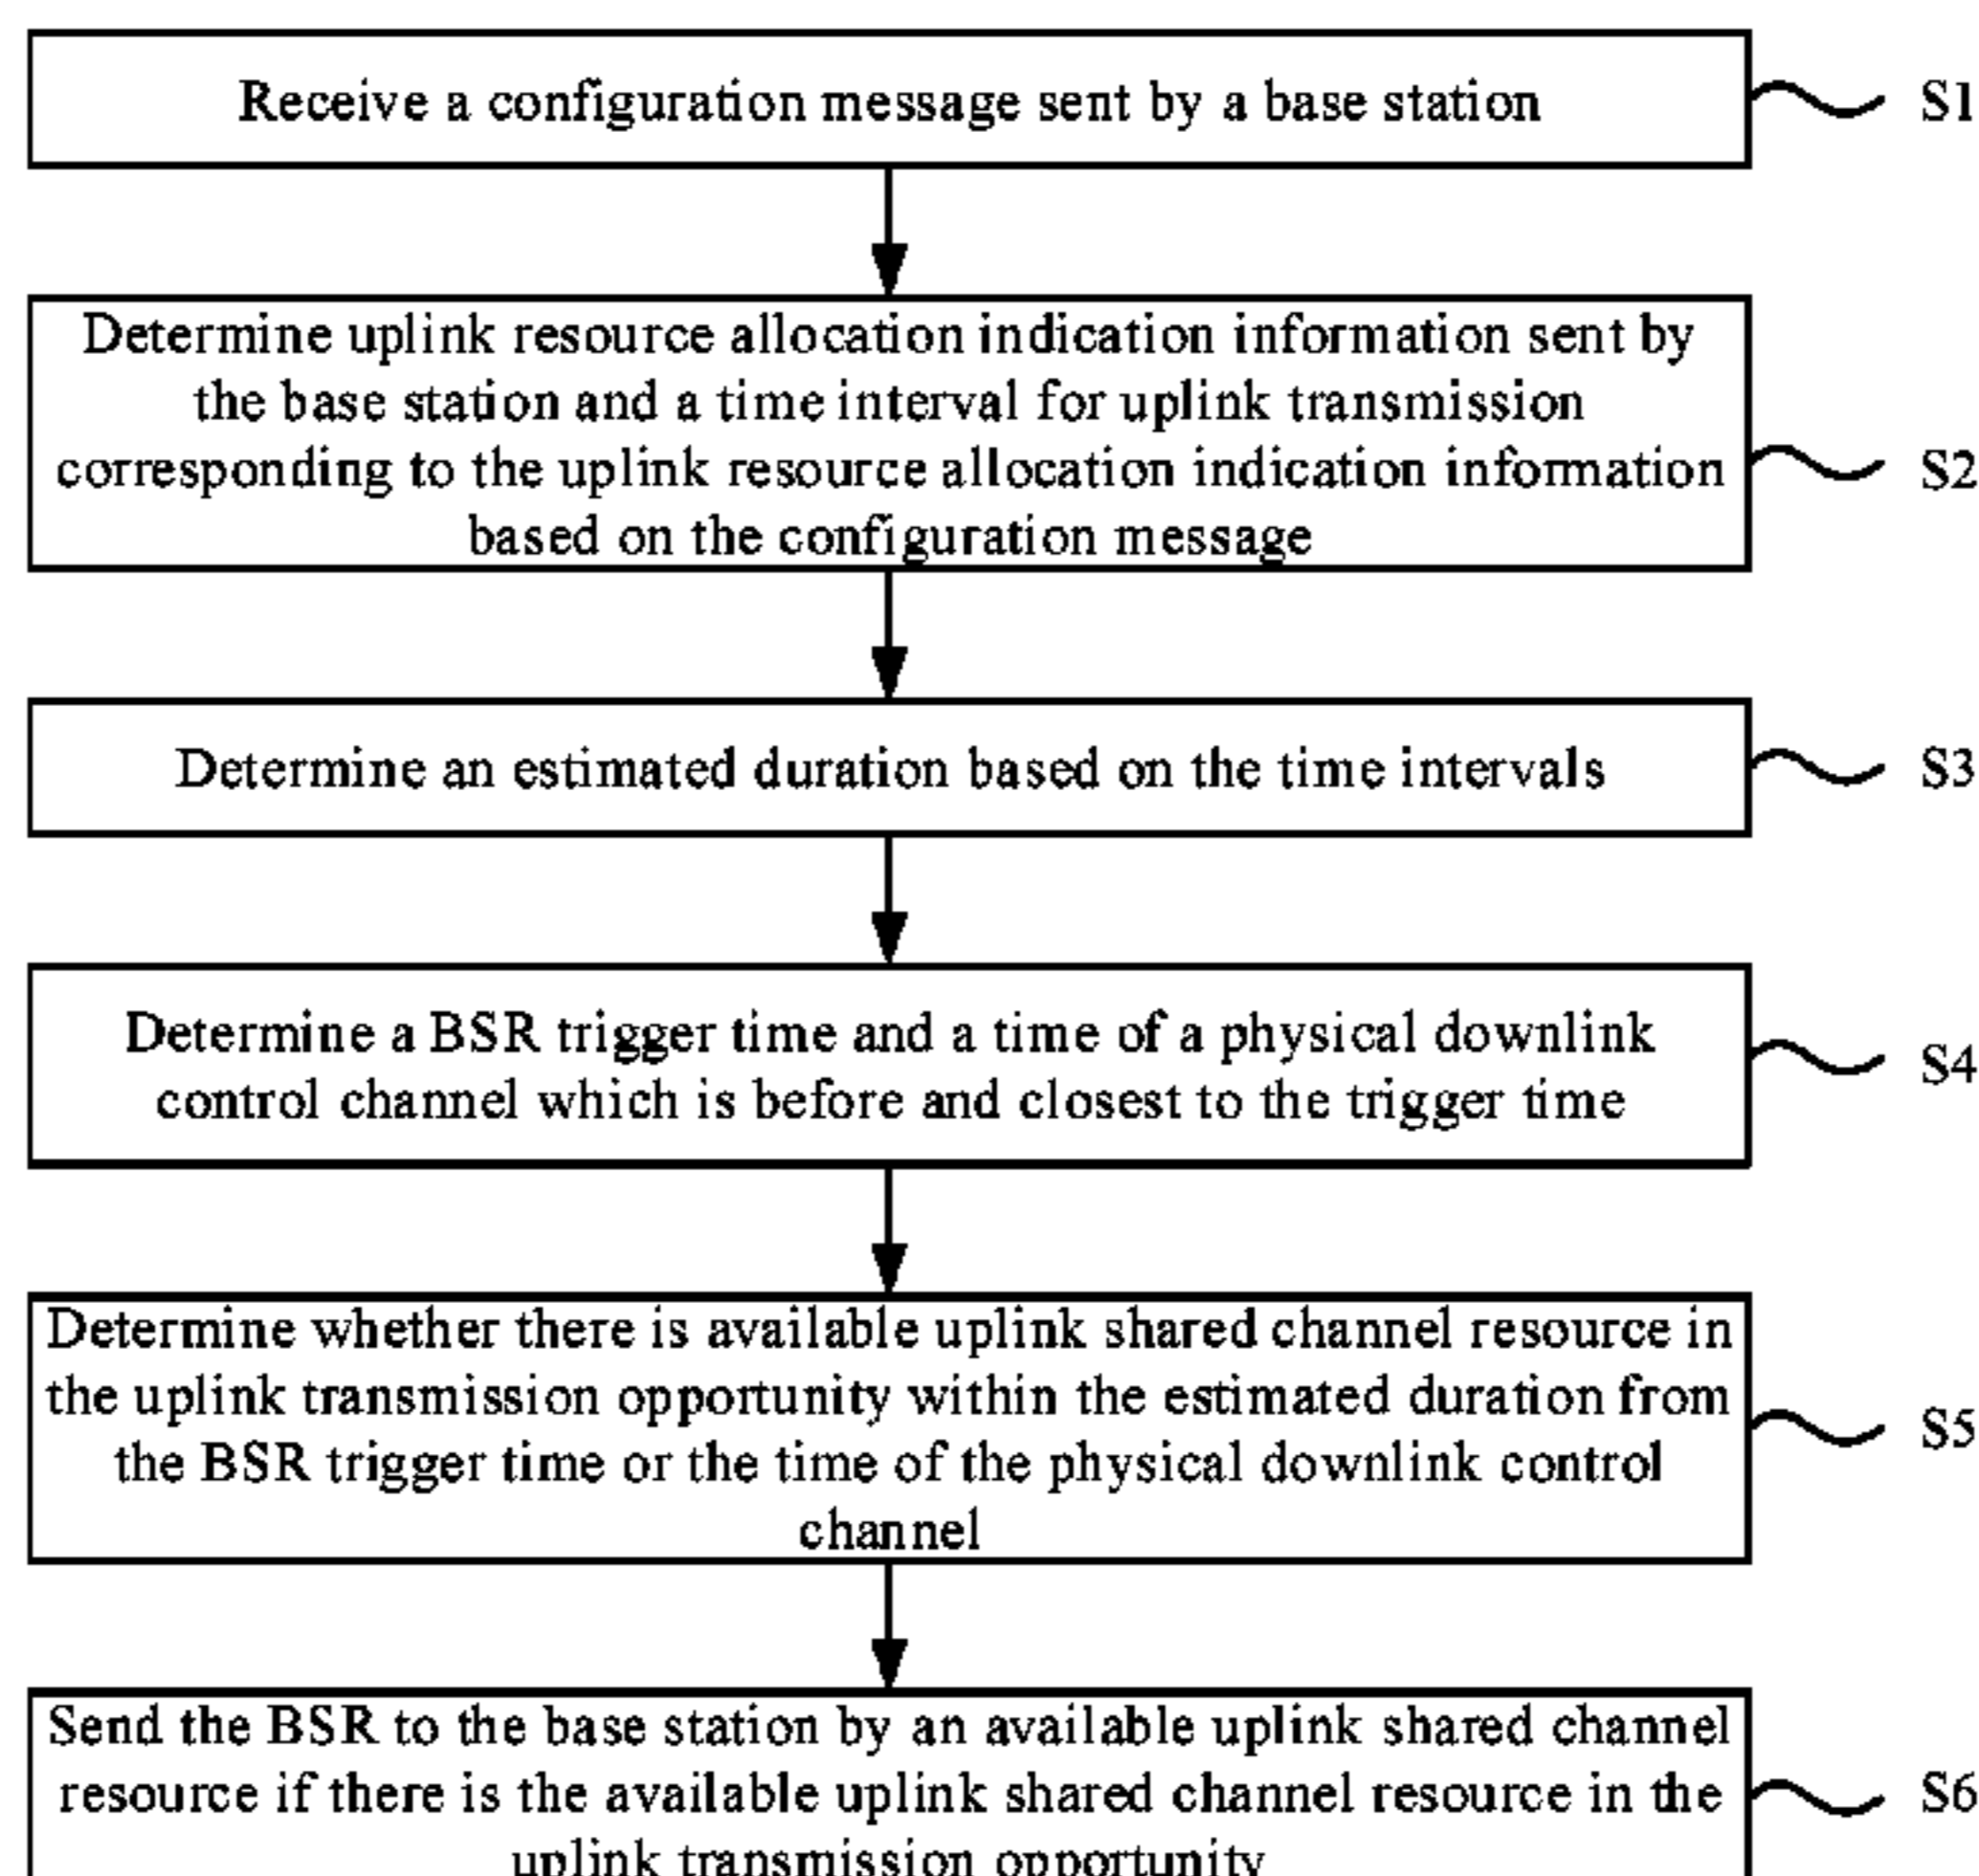 Receive a configuration message sent by a base station
S1
Determine uplink resource allocation indication information sent by
the base station and a time interval for uplink transmission
corresponding to the uplink resource allocation indication information
based on the configuration message
S2
Determine an estimated duration based on the time intervals
S3
Determine a BSR trigger time and a time of a physical downlink
control channel which is before and closest to the trigger time
S4
Determine whether there is available uplink shared channel resource in
the uplink transmission opportunity within the estimated duration from
the BSR trigger time or the time of the physical downlink control
channel
S5
Send the BSR to the base station by an available uplink shared channel
resource if there is the available uplink shared channel resource in the
uplink transmission opportunity
S6